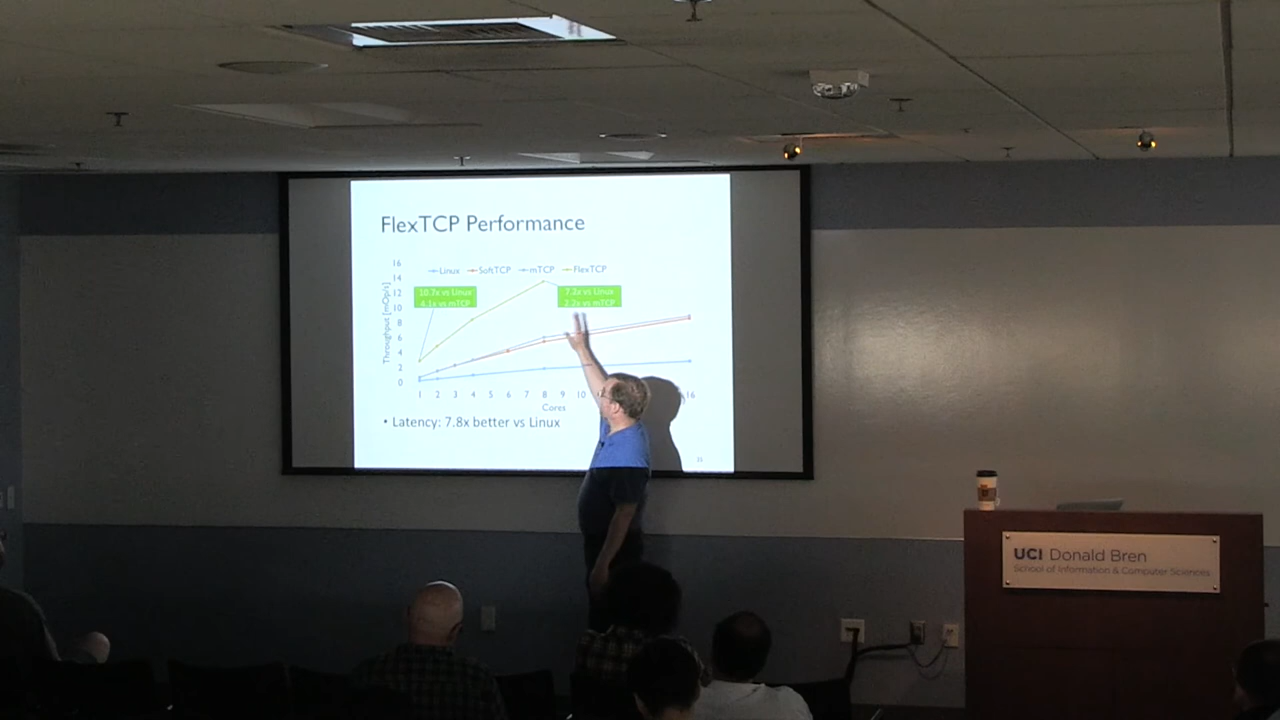 FlexTCP Performance
16
14
12
10
8
6
4
2
0
Throughput [mOp/s]
Linux SoftTCP mTCP FlexTCP
10.7x vs Linux
4.1x vs mTCP
7.2x vs Linux
2.2x vs mTCP
1 2 3 4 5 6 7 8 9 10 16
Cores
• Latency: 7.8x better vs Linux
UCI Donald Bren
School of Information & Computer Sciences